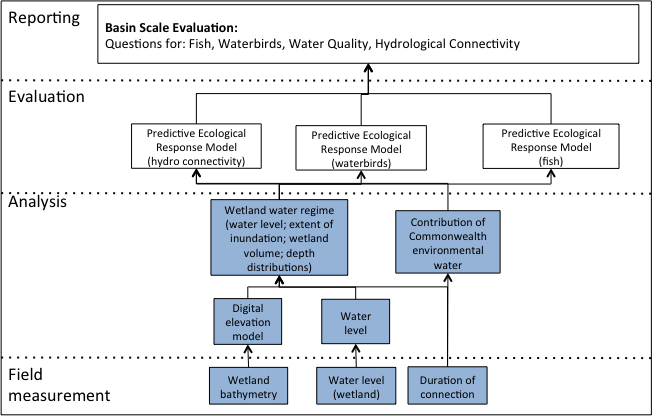 Reporting
Basin Scale Evaluation:
Questions for: Fish, Waterbirds, Water Quality, Hydrological Connectivity
Evaluation
Predictive Ecological
Response Model
(hydro connectivity)
Predictive Ecological
Response Model
(waterbirds)
Predictive Ecological
Response Model
(fish)
Analysis
Wetland water regime
(water level; extent of
inundation; wetland
volume; depth
distributions)
Contribution of
Commonwealth
environmental
water
Digital
elevation
model
Water
level
Field
measurement
Wetland
bathymetry
Water level
(wetland)
Duration of
connection